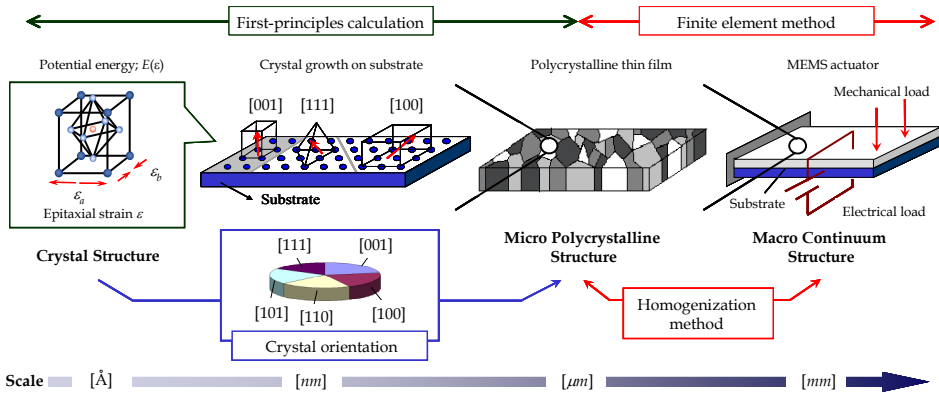 First-principles calculation
Finite element method
Potential energy; E(ε)
Crystal growth on substrate
Polycrystalline thin film
MEMS actuator
[001]
[111]
[100]
Mechanical load
ε_b
ε_a
Epitaxial strain ε
Substrate
Substrate
Electrical load
Crystal Structure
Micro Polycrystalline
Structure
Macro Continuum
Structure
[111]
[001]
[101]
[110]
[100]
Crystal orientation
Homogenization
method
Scale
[Å]
[nm]
[μm]
[mm]